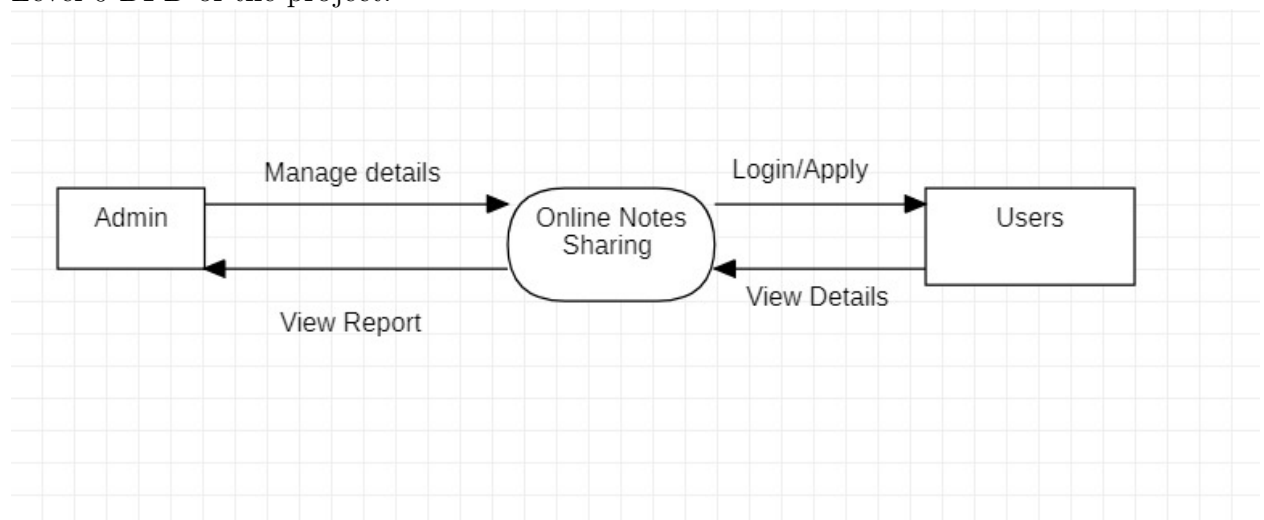 Level 0 DFD of the project:
Manage details
Login/Apply
Admin
Online Notes
Sharing
Users
View Details
View Report